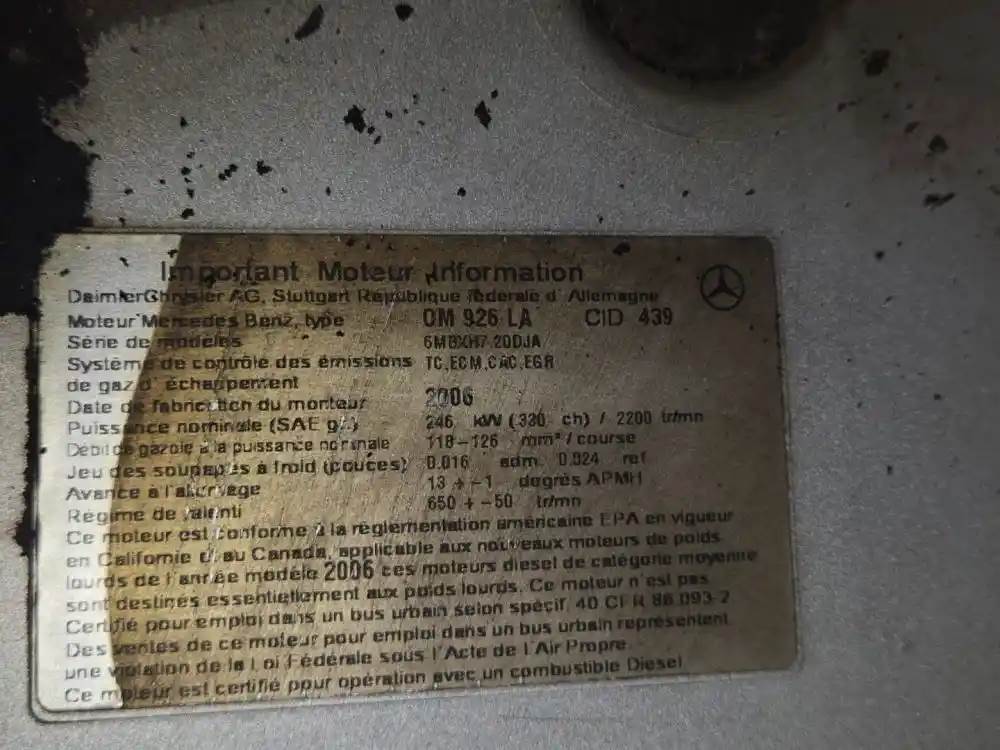 Important Moteur Information
DaimlerChrysler AG, Stuttgart République fédérale d' Allemagne
Moteur Mercedes Benz, type OM 926 LA CID 439
Série de modeles 6MBXH7.20DJA
Système de contrôle des émissions TC,ECM,CAC,EGR
de gaz d' échappement
Date de fabrication du monteur 2006
Puissance nominale (SAE g/.) 246 kW (330 ch) / 2200 tr/mn
Débit de gazole à la puissance nominale 118-126 mm³/course
Jeu des soupapes à froid (pouces) 0.016 adm. 0.024 ref
Avance à l'allumage 13 +-1 degrés APMH
Régime de ralenti 650 +-50 tr/mn
Ce moteur est conforme à la réglementation américaine EPA en vigueur
en Californie et au Canada, applicable aux nouveaux moteurs de poids
lourds de l'année modèle 2006 ces moteurs diesel de catégorie moyenne
sont destinés essentiellement aux poids lourds. Ce moteur n'est pas
Certifié pour emploi dans un bus urbain selon spécif. 40 CFR 86.093-2
Des ventes de ce moteur pour emploi dans un bus urbain représentent
une violation de la Loi Fédérale sous l'Acte de l'Air Propre.
Ce moteur est certifié pour opération avec un combustible Diesel